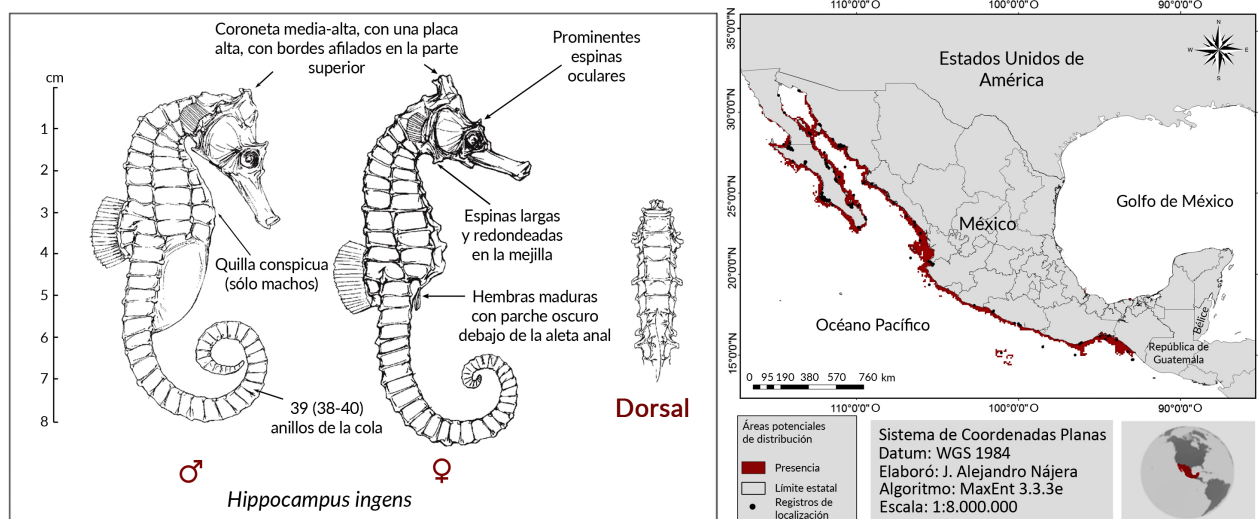 Coroneta media-alta, con una placa
alta, con bordes afilados en la parte
superior
Prominentes
espinas
oculares
cm
1
2
3
4
5
6
7
8
Espinas largas
y redondeadas
en la mejilla
Quilla conspicua
(sólo machos)
Hembras maduras
con parche oscuro
debajo de la aleta anal
39 (38-40)
anillos de la cola
Dorsal
♂
♀
Hippocampus ingens
110°0'0"O
100°0'0"O
90°0'0"O
35°0'0"N
30°0'0"N
25°0'0"N
20°0'0"N
15°0'0"N
N
W
E
S
Estados Unidos de
América
Golfo de México
México
Océano Pacífico
Bélice
República de
Guatemála
0 95 190 380 570 760 km
110°0'0"O
100°0'0"O
90°0'0"O
Áreas potenciales
de distribución
Presencia
Límite estatal
Registros de
localización
Sistema de Coordenadas Planas
Datum: WGS 1984
Elaboró: J. Alejandro Nájera
Algoritmo: MaxEnt 3.3.3e
Escala: 1:8.000.000